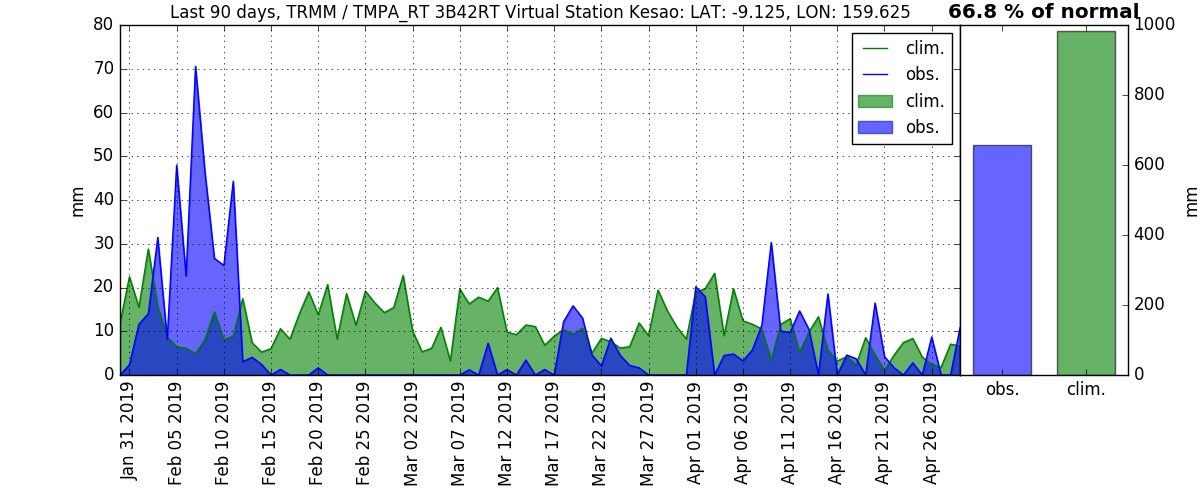 Last 90 days, TRMM / TMPA_RT 3B42RT Virtual Station Kesao: LAT: -9.125, LON: 159.625
66.8 % of normal
80
70
60
50
40
30
20
10
0
mm
clim.
obs.
clim.
obs.
1000
800
600
400
200
0
mm
obs.
clim.
Jan 31 2019
Feb 05 2019
Feb 10 2019
Feb 15 2019
Feb 20 2019
Feb 25 2019
Mar 02 2019
Mar 07 2019
Mar 12 2019
Mar 17 2019
Mar 22 2019
Mar 27 2019
Apr 01 2019
Apr 06 2019
Apr 11 2019
Apr 16 2019
Apr 21 2019
Apr 26 2019